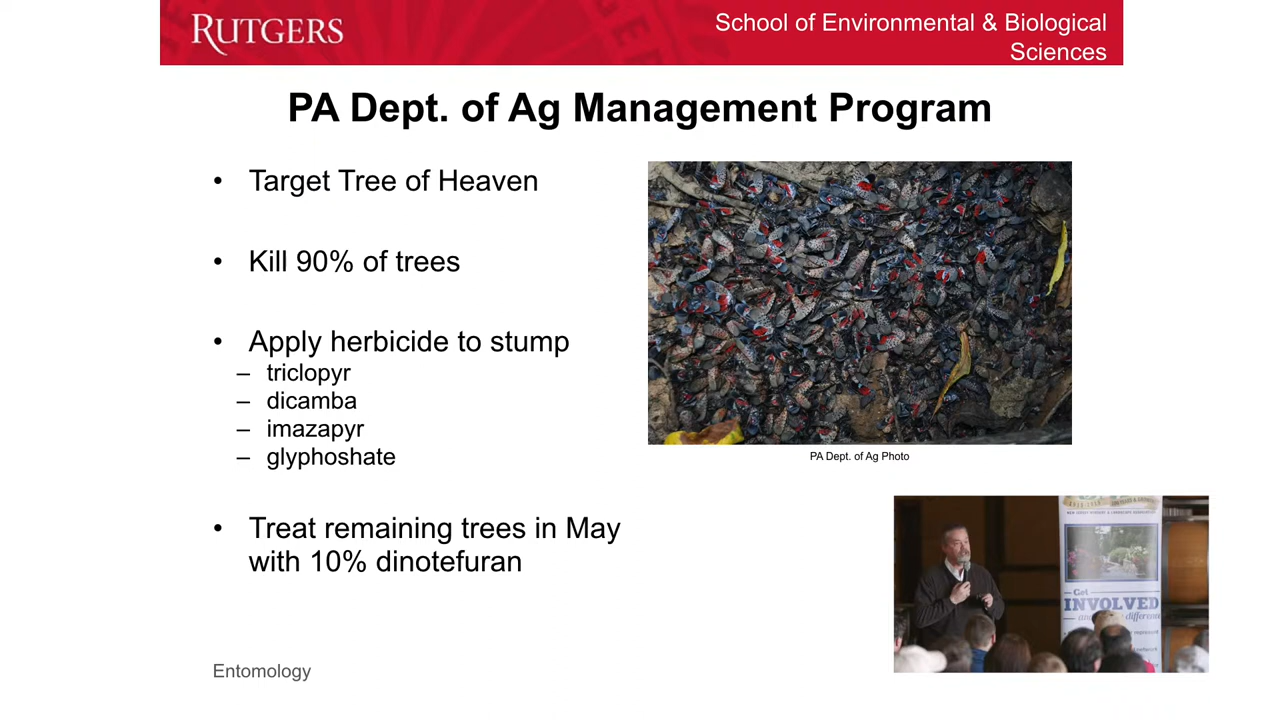 RUTGERS
School of Environmental & Biological
Sciences
PA Dept. of Ag Management Program
• Target Tree of Heaven
• Kill 90% of trees
• Apply herbicide to stump
– triclopyr
– dicamba
– imazapyr
– glyphoshate
• Treat remaining trees in May
with 10% dinotefuran
PA Dept. of Ag Photo
Get
INVOLVED
Entomology